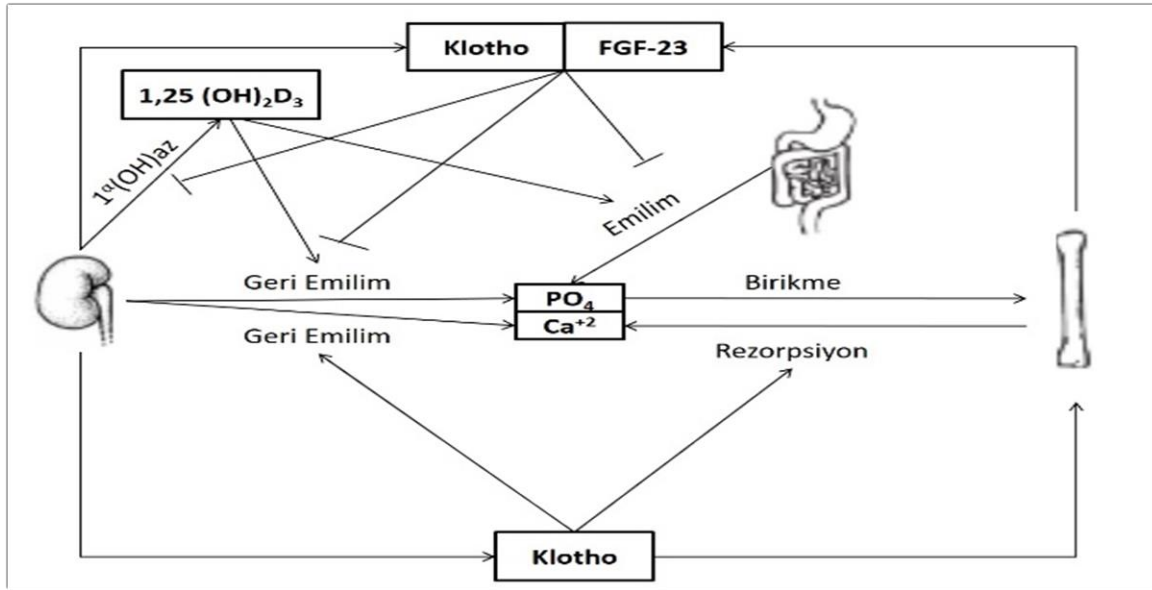 Klotho
FGF-23
1,25 (OH)₂D₃
1ᵅ(OH)az
Emilim
Geri Emilim
PO₄
Birikme
Ca⁺²
Geri Emilim
Rezorpsiyon
Klotho